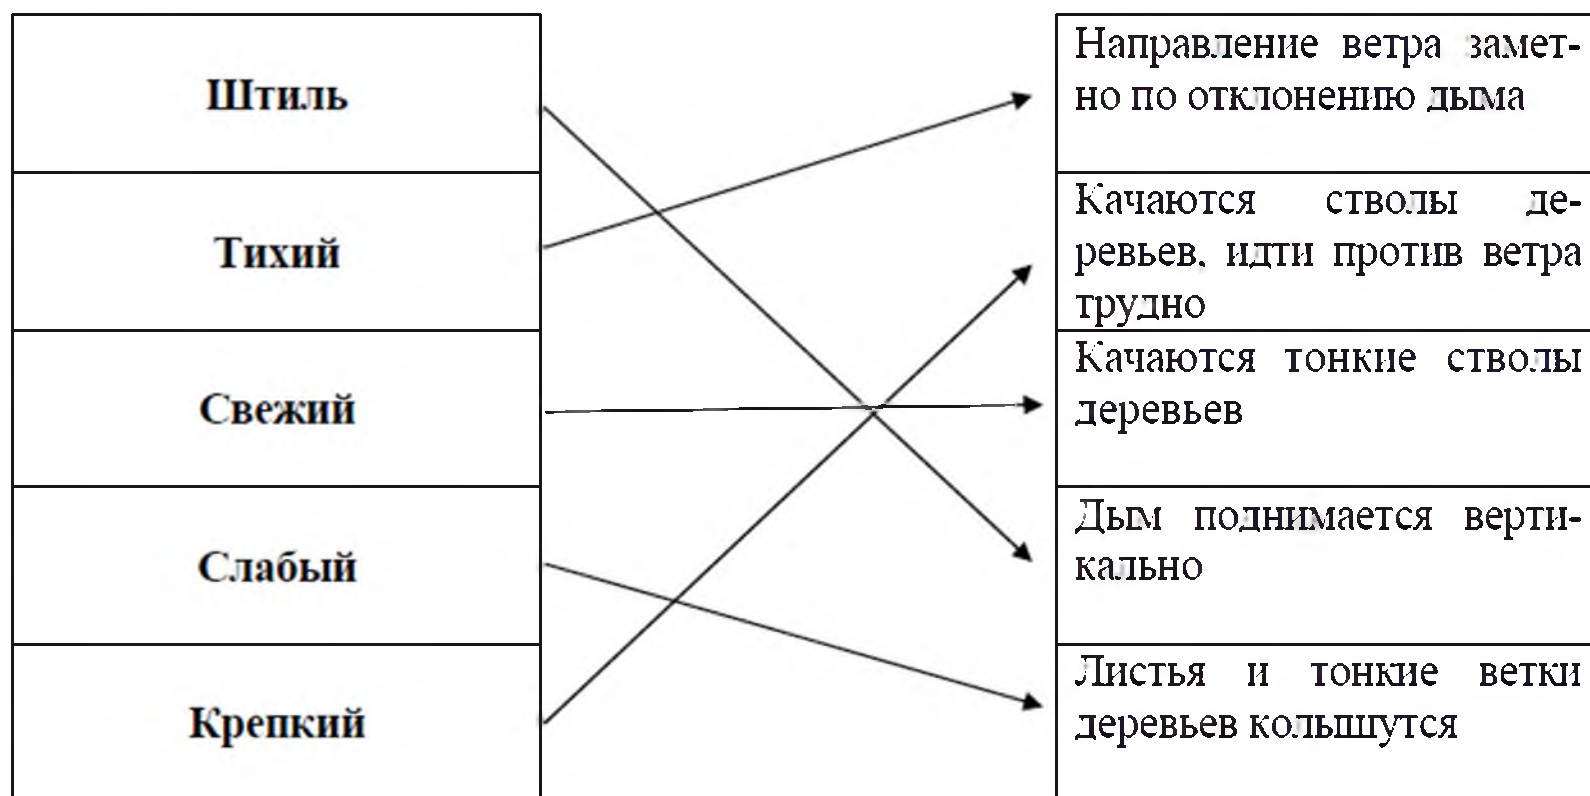 Штиль
Тихий
Свежий
Слабый
Крепкий
Направление ветра замет-
но по отклонению дыма
Качаются стволы де-
ревьев, идти против ветра
трудно
Качаются тонкие стволы
деревьев
Дым поднимается верти-
кально
Листья и тонкие ветки
деревьев колышутся